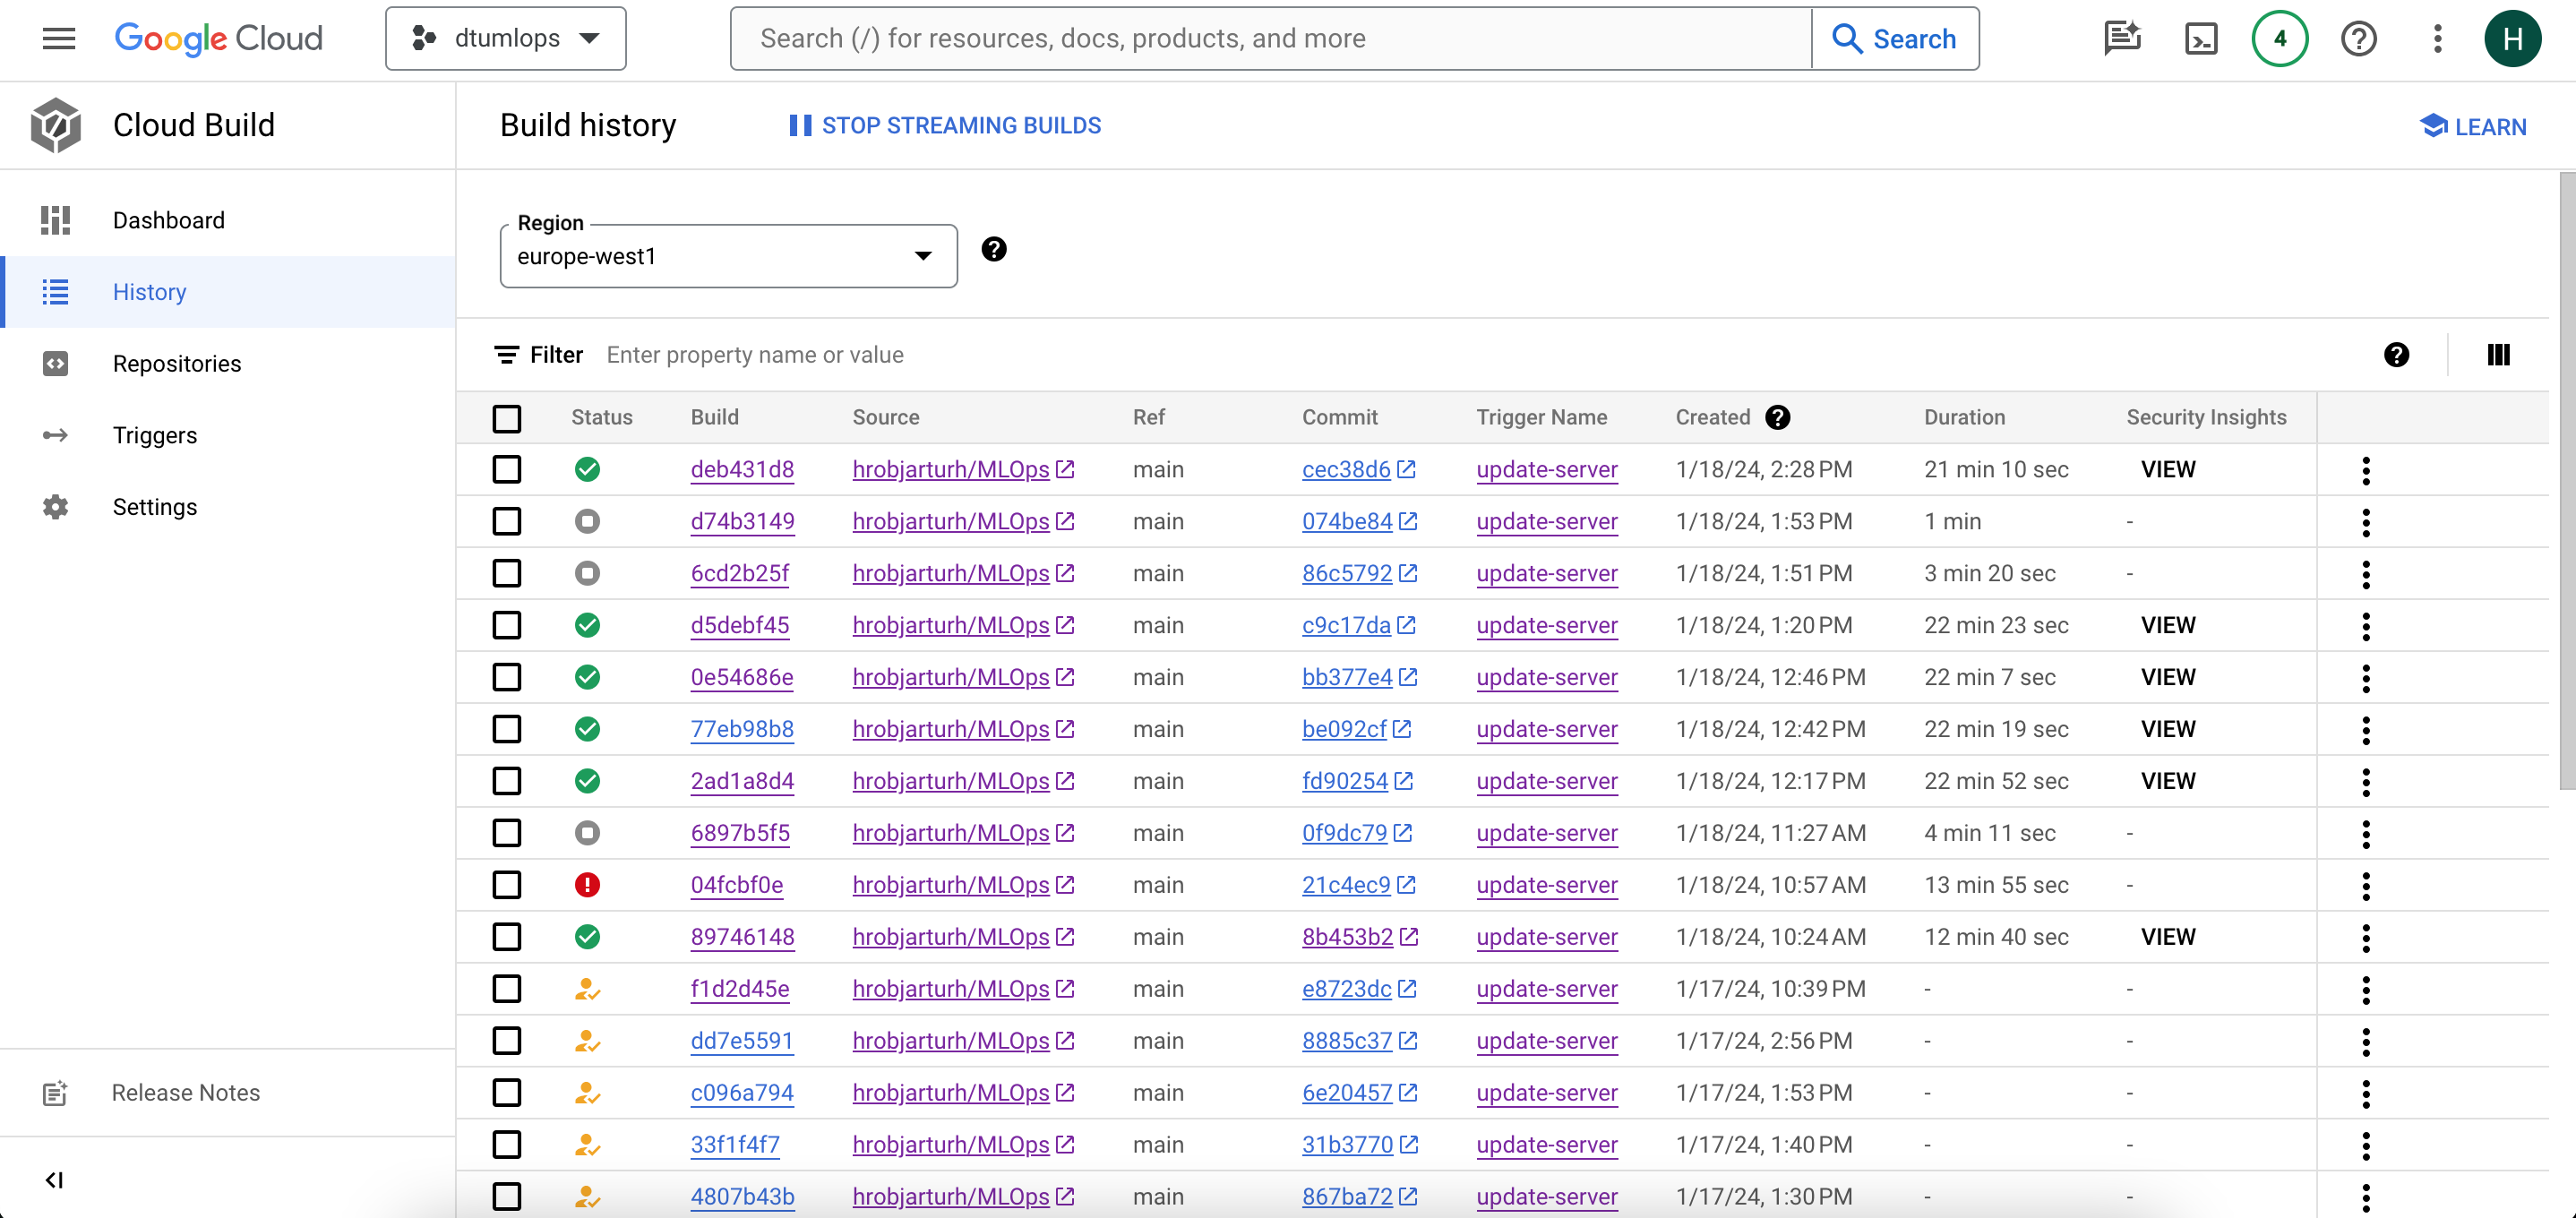 Google Cloud
dtumlops
Search (/) for resources, docs, products, and more
Search
4
H
Cloud Build
Build history
STOP STREAMING BUILDS
LEARN
Dashboard
History
Repositories
Triggers
Settings
Release Notes
Region
europe-west1
Filter Enter property name or value
Status Build Source Ref Commit Trigger Name Created Duration Security Insights
deb431d8 hrobjarturh/MLOps main cec38d6 update-server 1/18/24, 2:28 PM 21 min 10 sec VIEW
d74b3149 hrobjarturh/MLOps main 074be84 update-server 1/18/24, 1:53 PM 1 min -
6cd2b25f hrobjarturh/MLOps main 86c5792 update-server 1/18/24, 1:51 PM 3 min 20 sec -
d5debf45 hrobjarturh/MLOps main c9c17da update-server 1/18/24, 1:20 PM 22 min 23 sec VIEW
0e54686e hrobjarturh/MLOps main bb377e4 update-server 1/18/24, 12:46 PM 22 min 7 sec VIEW
77eb98b8 hrobjarturh/MLOps main be092cf update-server 1/18/24, 12:42 PM 22 min 19 sec VIEW
2ad1a8d4 hrobjarturh/MLOps main fd90254 update-server 1/18/24, 12:17 PM 22 min 52 sec VIEW
6897b5f5 hrobjarturh/MLOps main 0f9dc79 update-server 1/18/24, 11:27 AM 4 min 11 sec -
04fcbf0e hrobjarturh/MLOps main 21c4ec9 update-server 1/18/24, 10:57 AM 13 min 55 sec -
89746148 hrobjarturh/MLOps main 8b453b2 update-server 1/18/24, 10:24 AM 12 min 40 sec VIEW
f1d2d45e hrobjarturh/MLOps main e8723dc update-server 1/17/24, 10:39 PM - -
dd7e5591 hrobjarturh/MLOps main 8885c37 update-server 1/17/24, 2:56 PM - -
c096a794 hrobjarturh/MLOps main 6e20457 update-server 1/17/24, 1:53 PM - -
33f1f4f7 hrobjarturh/MLOps main 31b3770 update-server 1/17/24, 1:40 PM - -
4807b43b hrobjarturh/MLOps main 867ba72 update-server 1/17/24, 1:30 PM - -